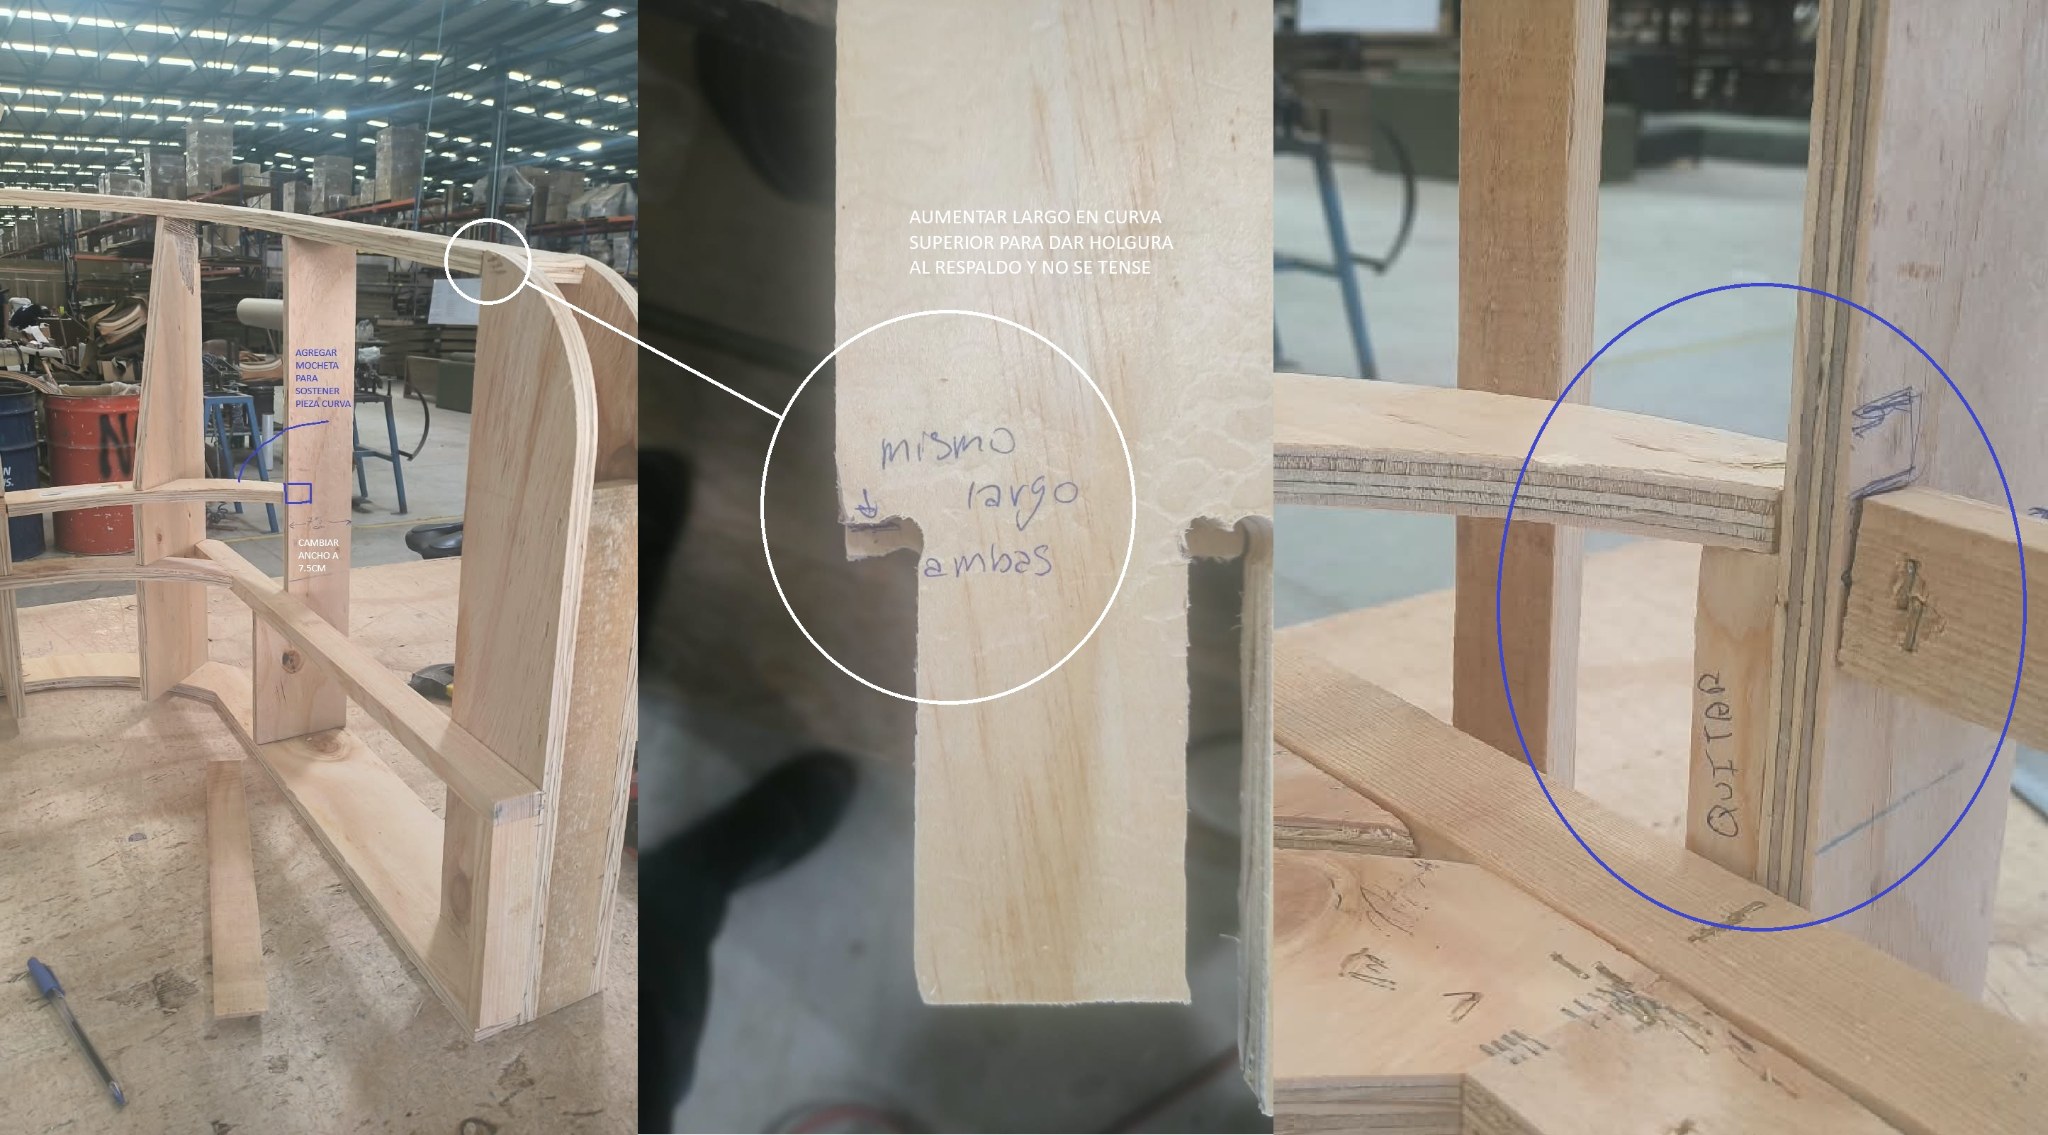 AGREGAR
MOCHETA
PARA
SOSTENER
PIEZA CURVA
CAMBIAR
ANCHO A
7.5CM
N
AUMENTAR LARGO EN CURVA
SUPERIOR PARA DAR HOLGURA
AL RESPALDO Y NO SE TENSE
mismo
largo
ambas
QUITAR